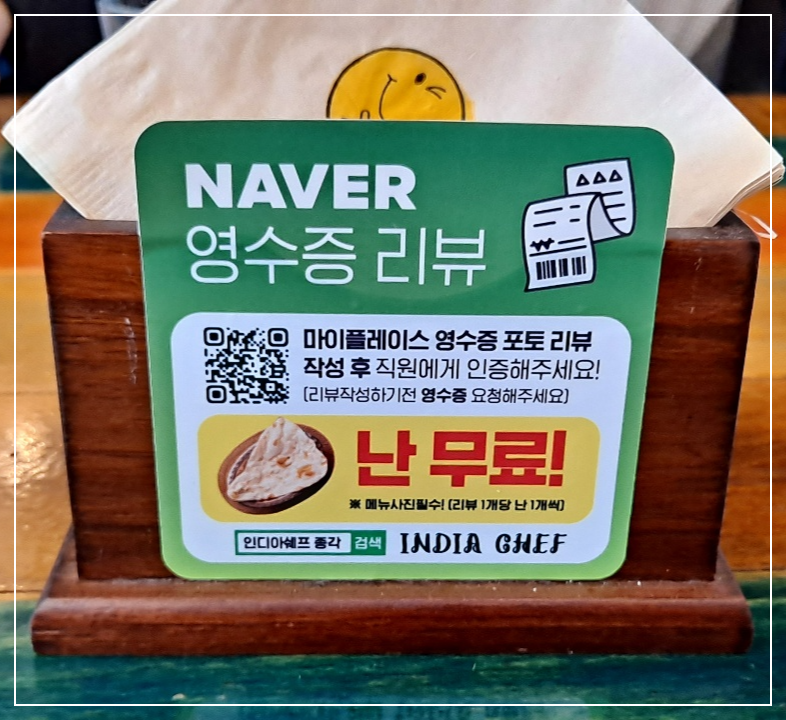 NAVER
영수증 리뷰
마이플레이스 영수증 포토 리뷰
작성 후 직원에게 인증해주세요!
(리뷰작성하기전 영수증 요청해주세요)
난 무료!
※ 메뉴사진필수! (리뷰 1개당 난 1개씩)
인디아쉐프 종각 검색 INDIA CHEF